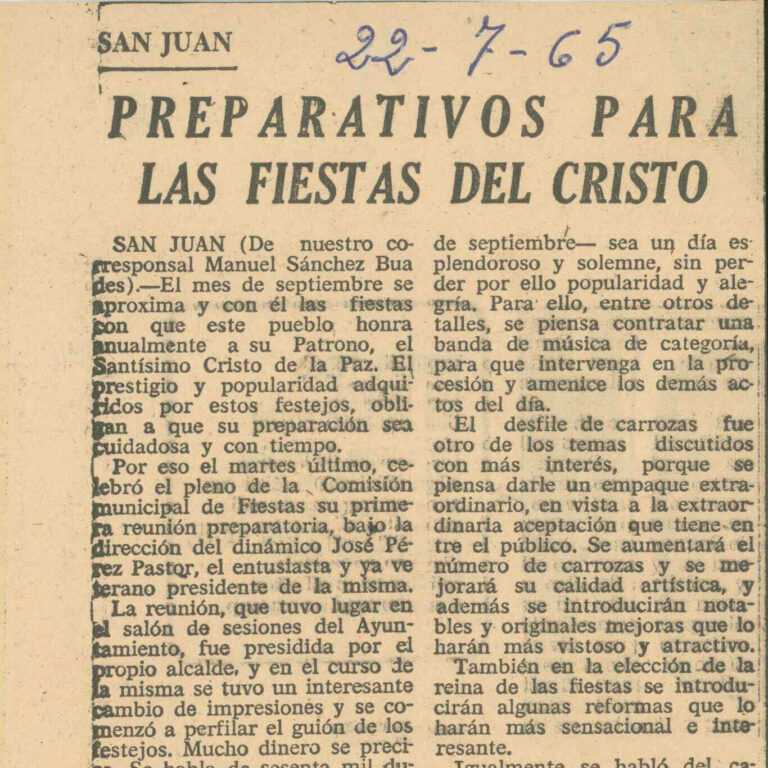 SAN JUAN
22-7-65
PREPARATIVOS PARA
LAS FIESTAS DEL CRISTO
SAN JUAN (De nuestro co-
rresponsal Manuel Sánchez Bua
des).—El mes de septiembre se
aproxima y con él las fiestas
con que este pueblo honra
anualmente a su Patrono, el
Santísimo Cristo de la Paz. El
prestigio y popularidad adqui-
ridos por estos festejos, obli-
gan a que su preparación sea
cuidadosa y con tiempo.
Por eso el martes último, ce-
lebró el pleno de la Comisión
municipal de Fiestas su prime-
ra reunión preparatoria, bajo la
dirección del dinámico José Pé-
rez Pastor, el entusiasta y ya ve
terano presidente de la misma.
La reunión, que tuvo lugar en
el salón de sesiones del Ayun-
tamiento, fue presidida por el
propio alcalde, y en el curso de
la misma se tuvo un interesante
cambio de impresiones y se co-
menzó a perfilar el guión de los
festejos. Mucho dinero se preci-
Se habla de sesenta mil du-
de septiembre— sea un día es-
plendoroso y solemne, sin per-
der por ello popularidad y ale-
gría. Para ello, entre otros de-
talles, se piensa contratar una
banda de música de categoría,
para que intervenga en la pro-
cesión y amenice los demás ac-
tos del día.
El desfile de carrozas fue
otro de los temas discutidos
con más interés, porque se
piensa darle un empaque extra-
ordinario, en vista a la extraor-
dinaria aceptación que tiene en
tre el público. Se aumentará el
número de carrozas y se me-
jorará su calidad artística, y
además se introducirán nota-
bles y originales mejoras que lo
harán más vistoso y atractivo.
También en la elección de la
reina de las fiestas se introdu-
cirán algunas reformas que lo
harán más sensacional e inte-
resante.
Igualmente se habló del ca-